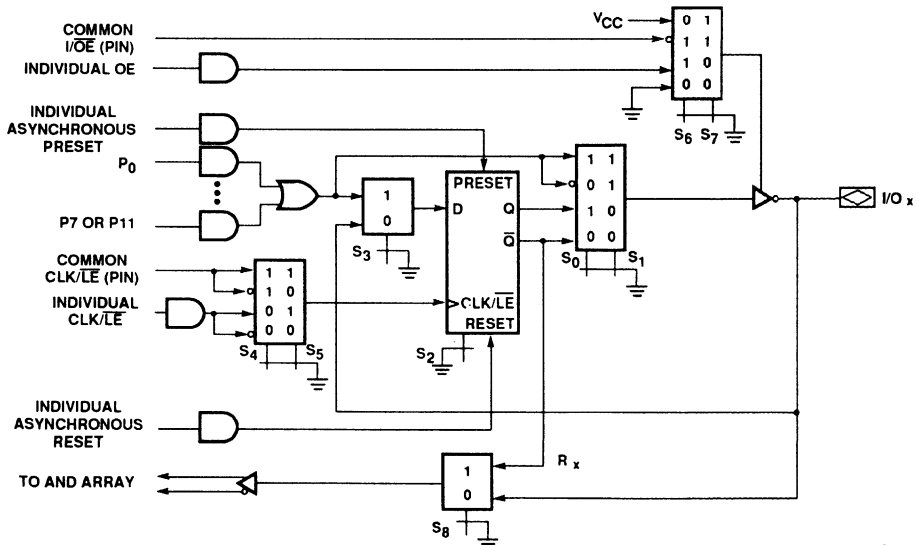 VCC
0 1
COMMON
I/OE (PIN)
1 1
INDIVIDUAL OE
1 0
0 0
S6 S7
INDIVIDUAL
ASYNCHRONOUS
PRESET
P0
P7 OR P11
1
0
S3
PRESET
D Q
Q
CLK/LE
RESET
S2
1 1
0 1
1 0
0 0
S0 S1
I/Ox
COMMON
CLK/LE (PIN)
INDIVIDUAL
CLK/LE
1 1
1 0
0 1
0 0
S4 S5
INDIVIDUAL
ASYNCHRONOUS
RESET
Rx
TO AND ARRAY
1
0
S8